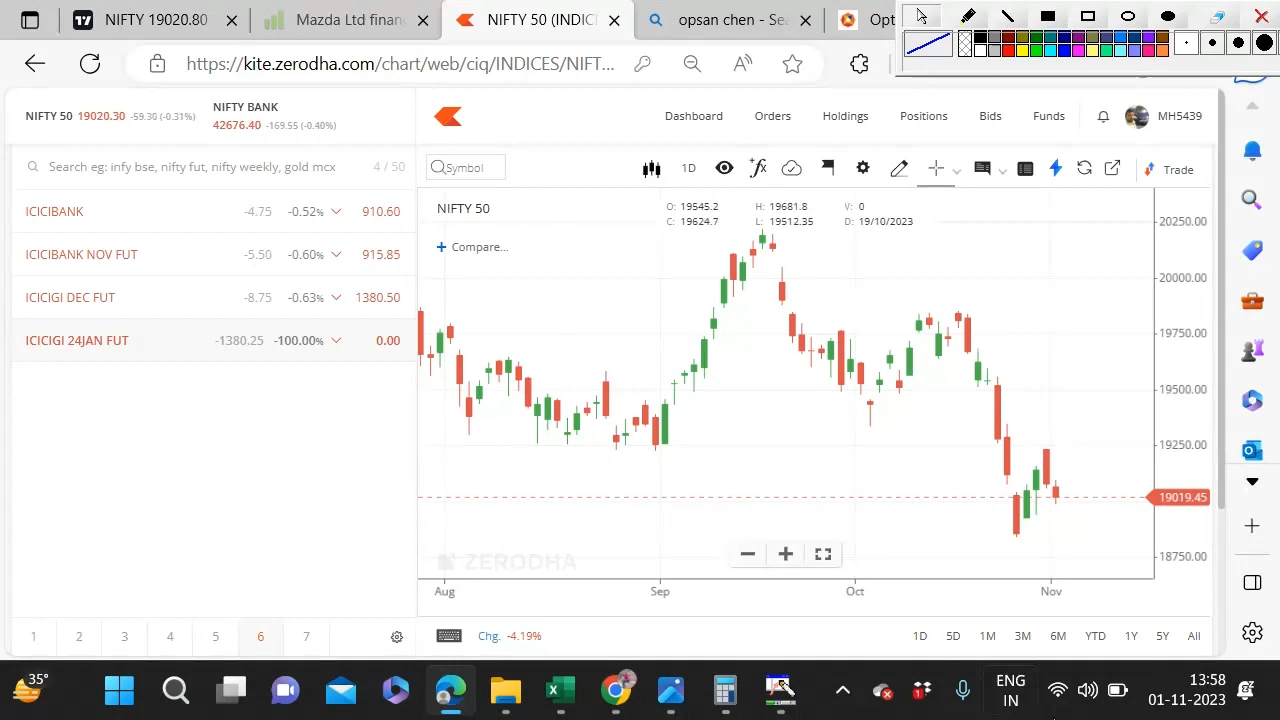 NIFTY 19020.80
Mazda Ltd finan
NIFTY 50 (INDIC
opsan chen - Se
Opt
https://kite.zerodha.com/chart/web/ciq/INDICES/NIFT...
NIFTY 50 19020.30 -59.30 (-0.31%)
NIFTY BANK
42676.40 -169.55 (-0.40%)
Dashboard Orders Holdings Positions Bids Funds MH5439
Search eg: infy bse, nifty fut, nifty weekly, gold mcx 4 / 50
Symbol 1D Trade
ICICIBANK -4.75 -0.52% 910.60
ICICIBANK NOV FUT -5.50 -0.60% 915.85
ICICIGI DEC FUT -8.75 -0.63% 1380.50
ICICIGI 24JAN FUT -1380.25 -100.00% 0.00
NIFTY 50
O: 19545.2 H: 19681.8 V: 0
C: 19624.7 L: 19512.35 D: 19/10/2023
Compare...
20250.00
20000.00
19750.00
19500.00
19250.00
19019.45
18750.00
ZERODHA
Aug Sep Oct Nov
1 2 3 4 5 6 7
Chg. -4.19%
1D 5D 1M 3M 6M YTD 1Y 5Y All
35°
ENG
IN
13:58
01-11-2023